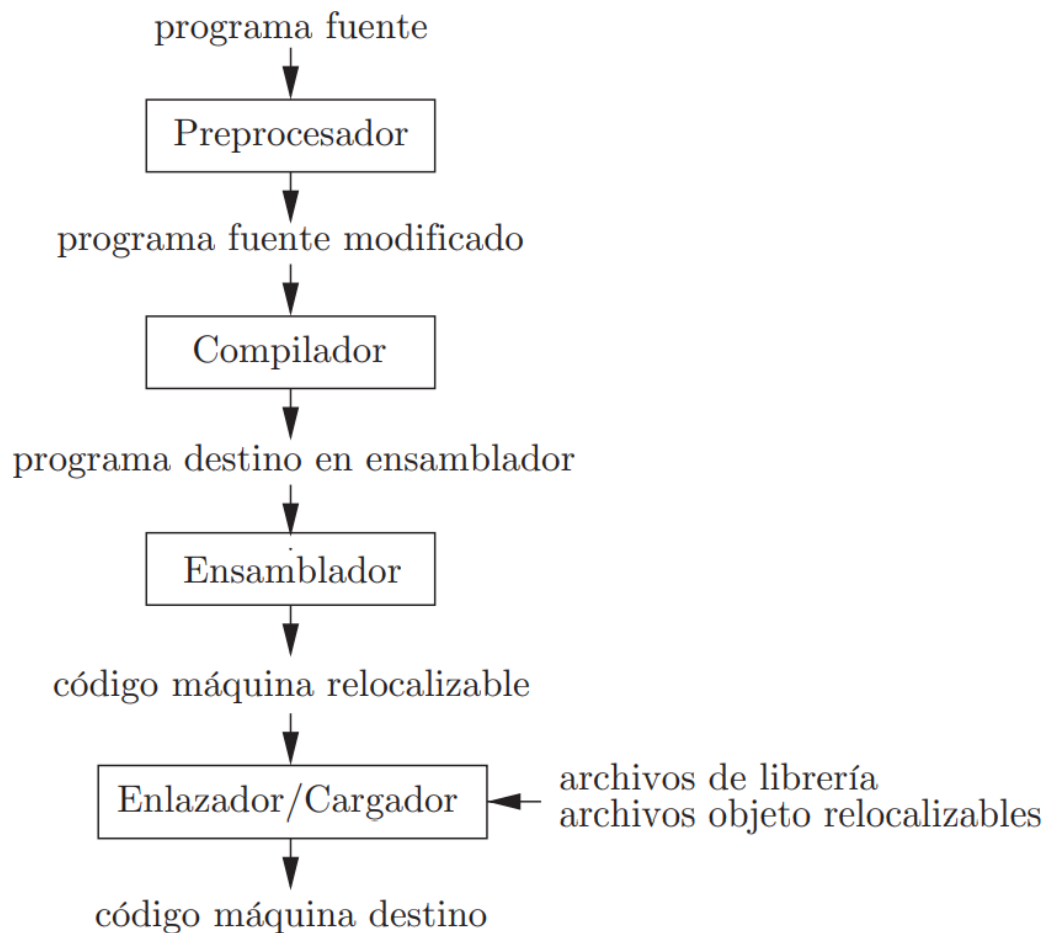 programa fuente
Preprocesador
programa fuente modificado
Compilador
programa destino en ensamblador
Ensamblador
código máquina relocalizable
Enlazador/Cargador
archivos de librería
archivos objeto relocalizables
código máquina destino